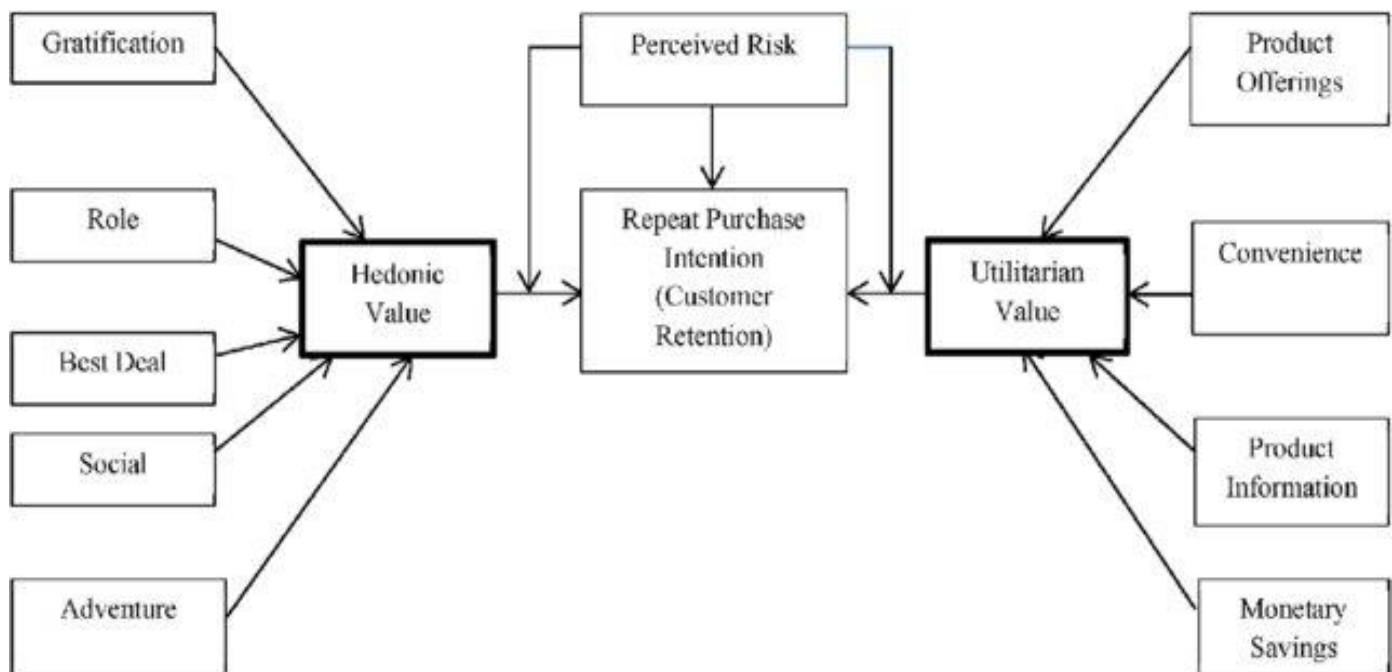 Gratification
Perceived Risk
Product
Offerings
Role
Repeat Purchase
Intention
(Customer
Retention)
Hedonic
Value
Utilitarian
Value
Convenience
Best Deal
Social
Product
Information
Adventure
Monetary
Savings